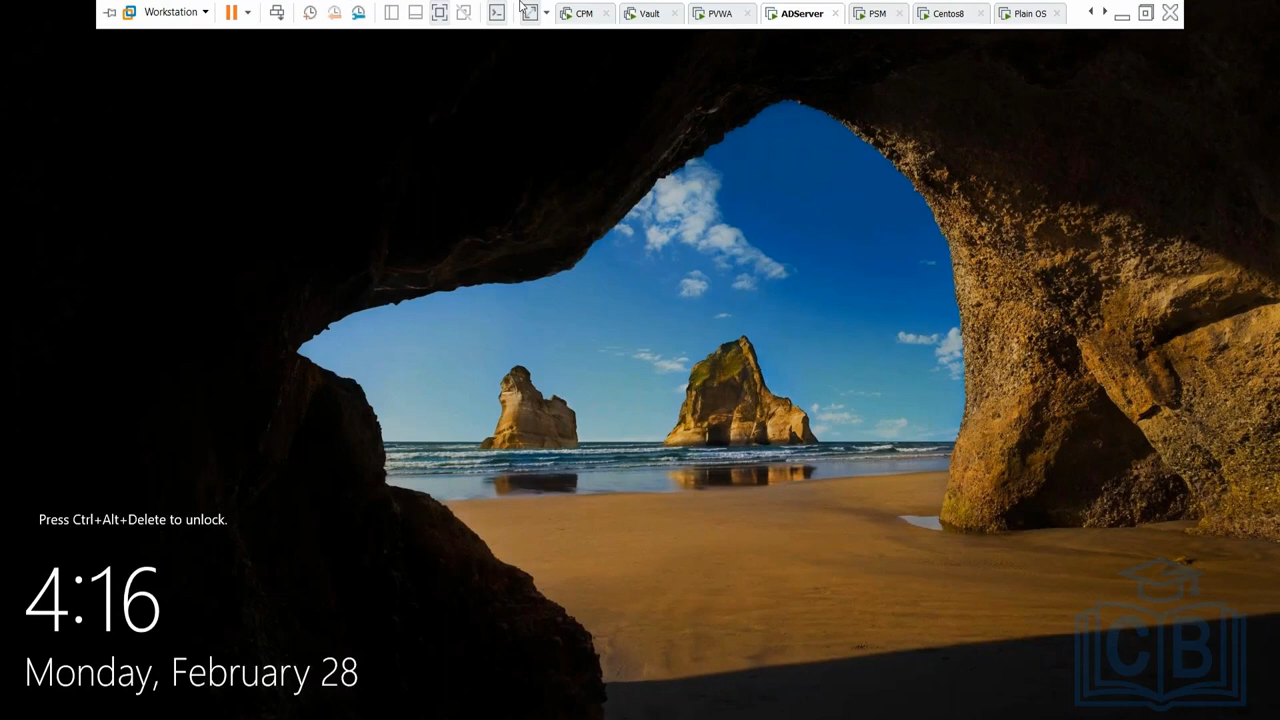 Workstation CPM Vault PVWA ADServer PSM Centos8 Plain OS
Press Ctrl+Alt+Delete to unlock.
4:16
Monday, February 28
CB